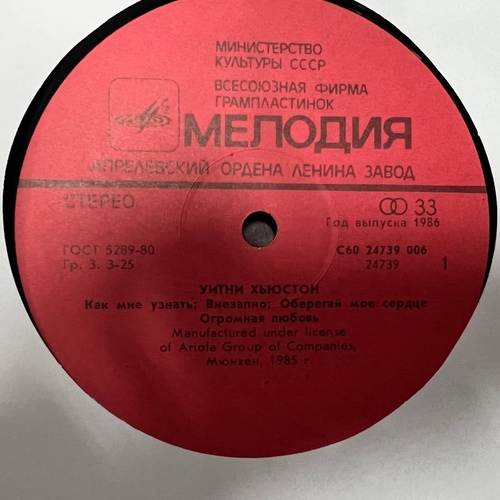 МИНИСТЕРСТВО
КУЛЬТУРЫ СССР
ВСЕСОЮЗНАЯ ФИРМА
ГРАМПЛАСТИНОК
МЕЛОДИЯ
АПРЕЛЕВСКИЙ ОРДЕНА ЛЕНИНА ЗАВОД
СТЕРЕО
33
Год выпуска 1986
ГОСТ 5289-80
С60 24739 006
Гр. 3. 3-25
24739
1
УИТНИ ХЬЮСТОН
Как мне узнать; Внезапно; Оберегай мое сердце
Огромная любовь
Manufactured under license
of Ariola Group of Companies,
Мюнхен, 1985 г.